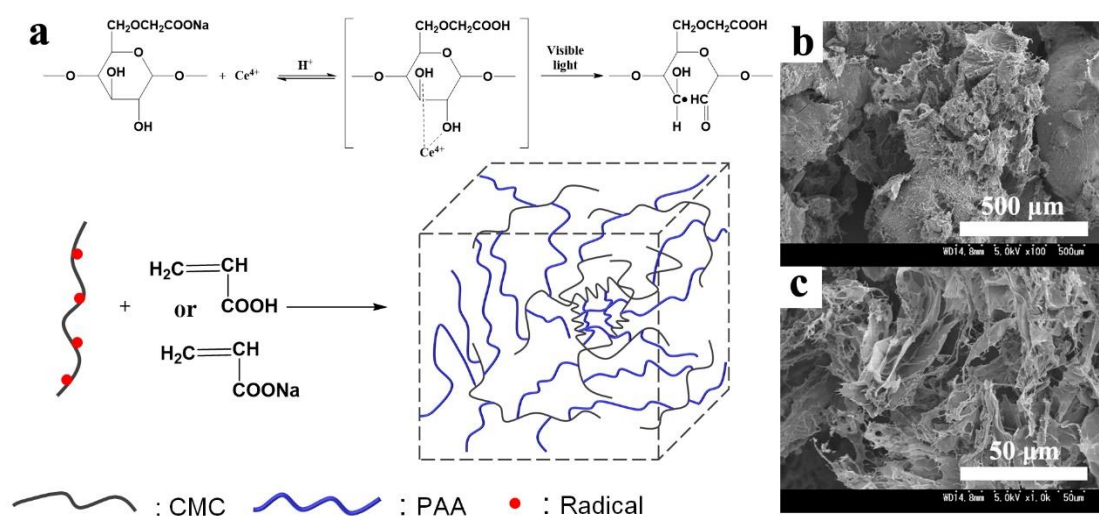 a
CH₂OCH₂COONa
O
OH
O
O
OH
+ Ce⁴⁺
H⁺
CH₂OCH₂COOH
O
OH
O
O
OH
Ce⁴⁺
Visible
light
CH₂OCH₂COOH
O
OH
O
O
C• HC
H
O
+
H₂C CH
COOH
or
H₂C CH
COONa
: CMC
: PAA
: Radical
b
500 μm
WD14.8mm 5.0kV x100 500um
c
50 μm
WD14.8mm 5.0kV x1.0k 50um